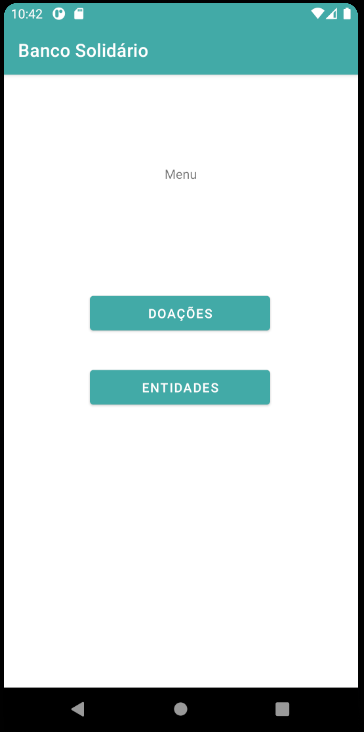 10:42
Banco Solidário
Menu
DOAÇÕES
ENTIDADES